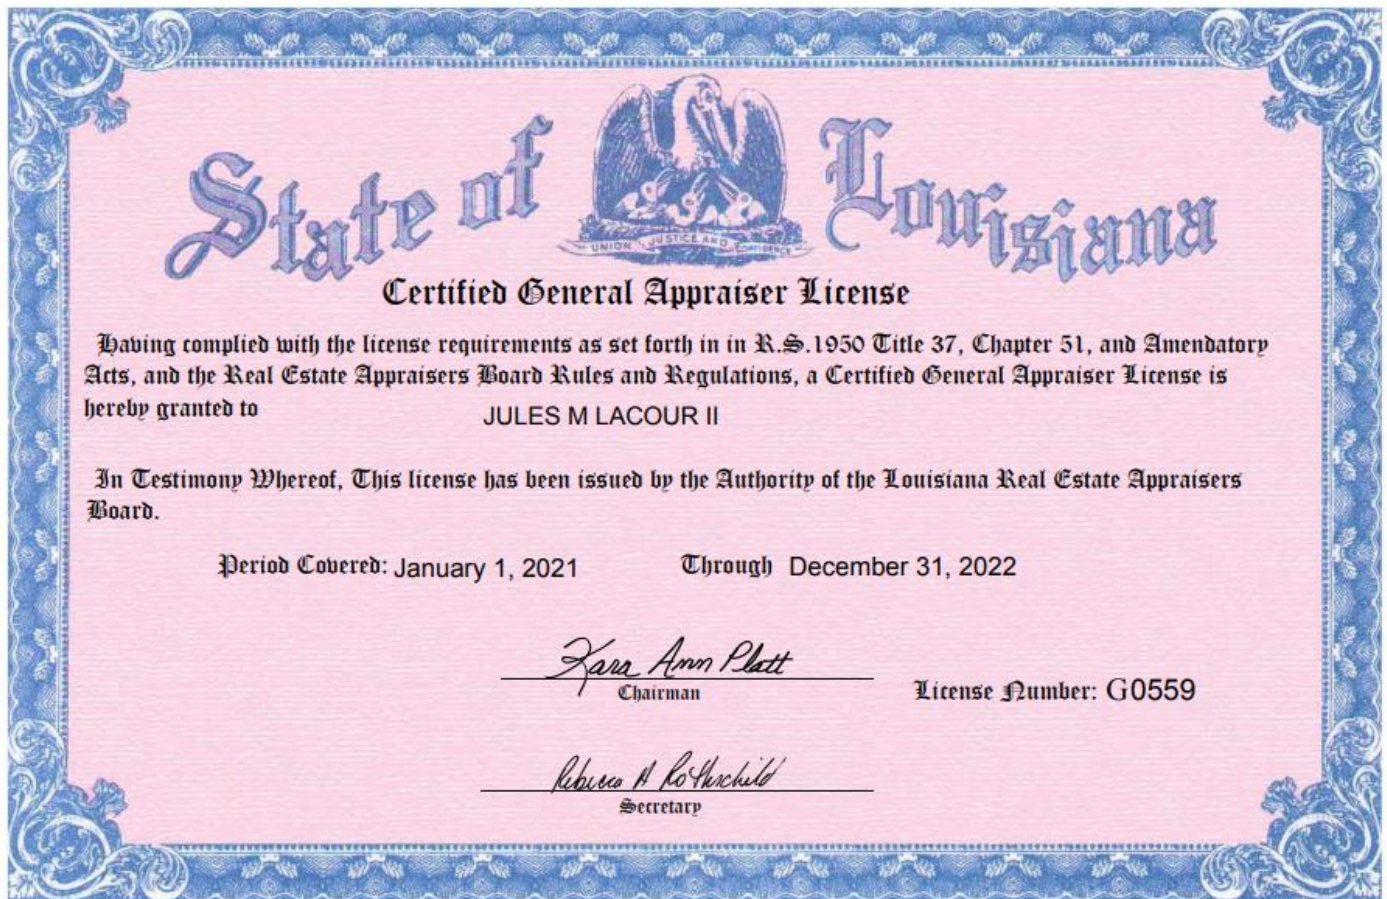 State of Louisiana
UNION JUSTICE AND CONFIDENCE
Certified General Appraiser License
Having complied with the license requirements as set forth in in R.S.1950 Title 37, Chapter 51, and Amendatory
Acts, and the Real Estate Appraisers Board Rules and Regulations, a Certified General Appraiser License is
hereby granted to JULES M LACOUR II
In Testimony Whereof, This license has been issued by the Authority of the Louisiana Real Estate Appraisers
Board.
Period Covered: January 1, 2021 Through December 31, 2022
Kara Ann Platt
Chairman
License Number: G0559
Rebecca A Rothschild
Secretary